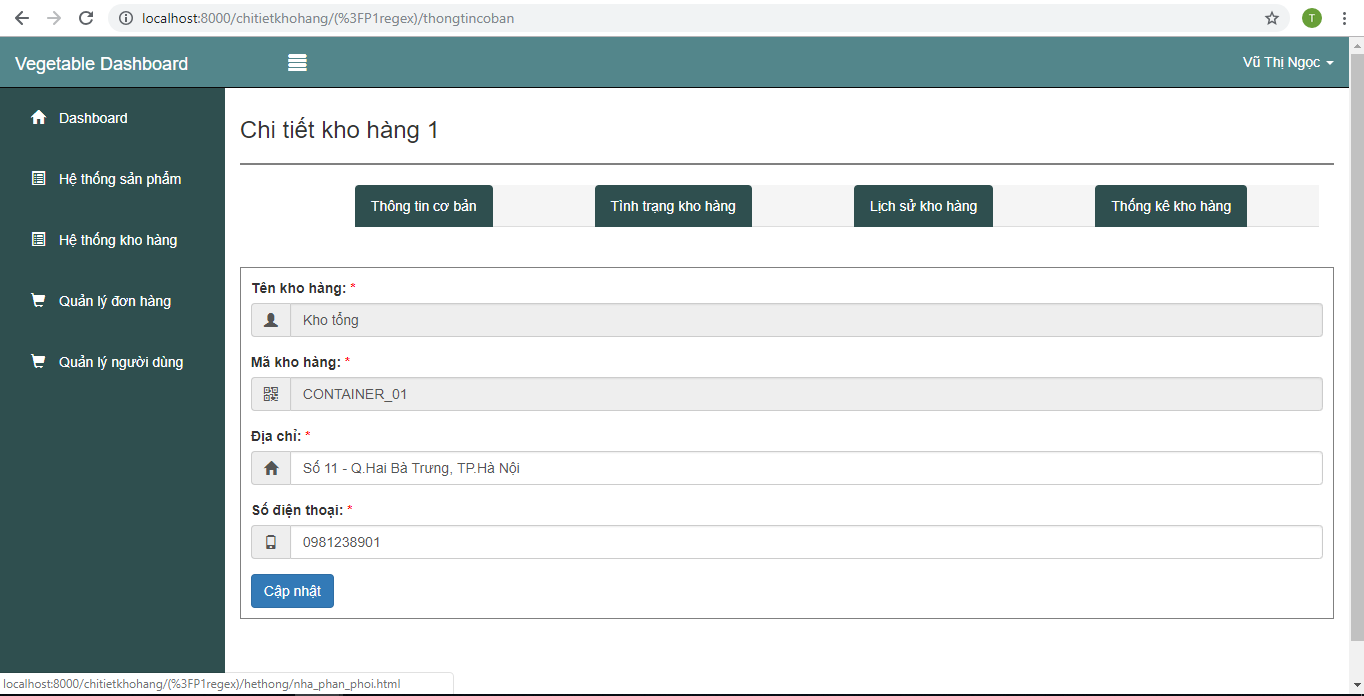 localhost:8000/chitietkhohang/(%3FP1regex)/thongtincoban
T
Vegetable Dashboard
Vũ Thị Ngọc
Dashboard
Hệ thống sản phẩm
Hệ thống kho hàng
Quản lý đơn hàng
Quản lý người dùng
Chi tiết kho hàng 1
Thông tin cơ bản
Tình trạng kho hàng
Lịch sử kho hàng
Thống kê kho hàng
Tên kho hàng: *
Kho tổng
Mã kho hàng: *
CONTAINER_01
Địa chỉ: *
Số 11 - Q.Hai Bà Trưng, TP.Hà Nội
Số điện thoại: *
0981238901
Cập nhật
localhost:8000/chitietkhohang/(%3FP1regex)/hethong/nha_phan_phoi.html